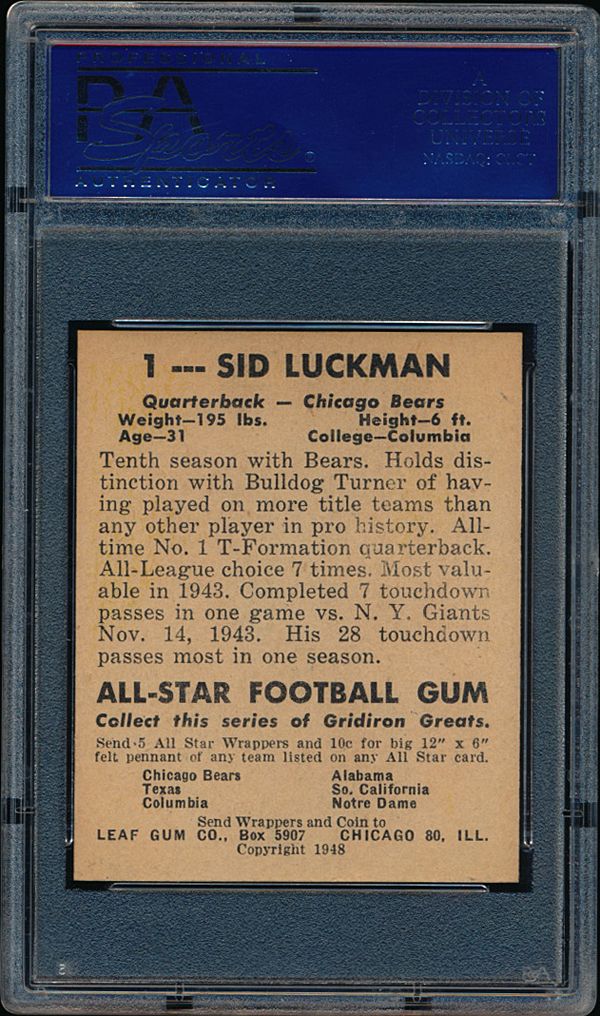 PROFESSIONAL
PSA
Sports
AUTHENTICATOR
A
DIVISION OF
COLLECTORS
UNIVERSE
NASDAQ: CLCT
1 --- SID LUCKMAN
Quarterback — Chicago Bears
Weight—195 lbs. Height—6 ft.
Age—31 College—Columbia
Tenth season with Bears. Holds dis-
tinction with Bulldog Turner of hav-
ing played on more title teams than
any other player in pro history. All-
time No. 1 T-Formation quarterback.
All-League choice 7 times. Most valu-
able in 1943. Completed 7 touchdown
passes in one game vs. N. Y. Giants
Nov. 14, 1943. His 28 touchdown
passes most in one season.
ALL-STAR FOOTBALL GUM
Collect this series of Gridiron Greats.
Send 5 All Star Wrappers and 10c for big 12" x 6"
felt pennant of any team listed on any All Star card.
Chicago Bears Alabama
Texas So. California
Columbia Notre Dame
Send Wrappers and Coin to
LEAF GUM CO., Box 5907 CHICAGO 80, ILL.
Copyright 1948
PSA